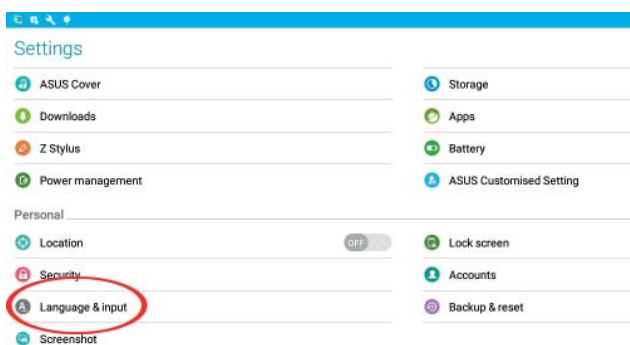 Settings
ASUS Cover
Storage
Downloads
Apps
Z Stylus
Battery
Power management
ASUS Customised Setting
Personal
Location
OFF
Lock screen
Security
Accounts
Language & input
Backup & reset
Screenshot